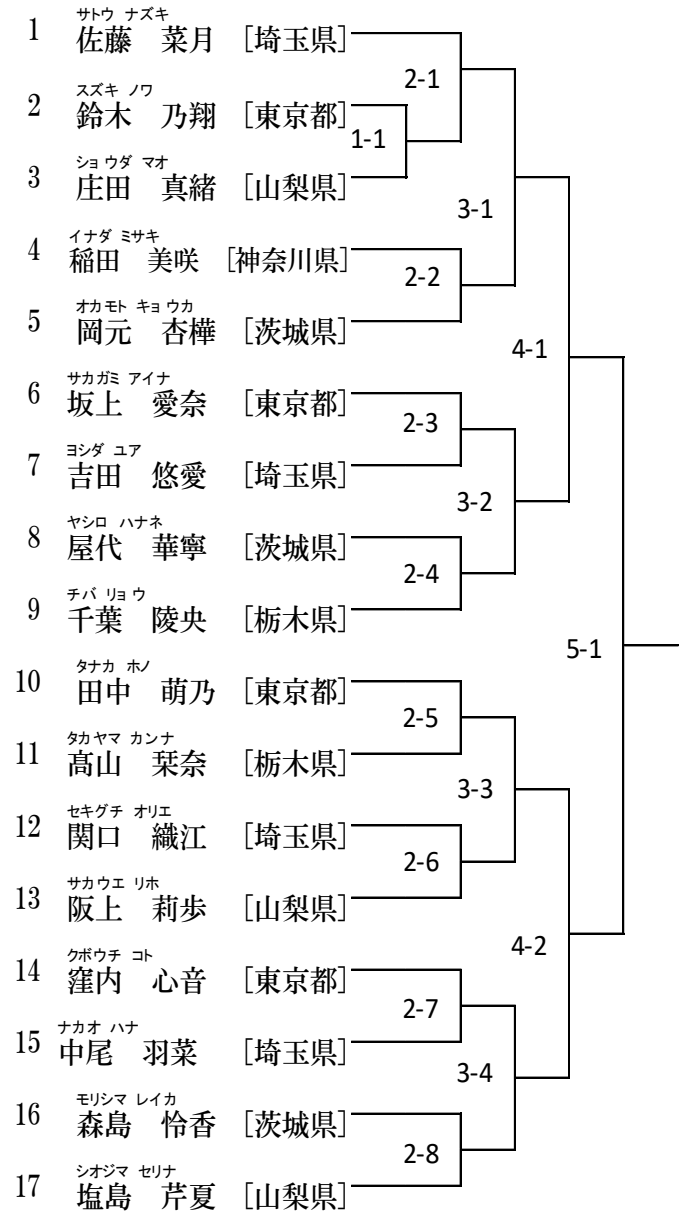 サトウ ナズキ
1 佐藤 菜月 [埼玉県]
2-1
スズキ ノワ
2 鈴木 乃翔 [東京都]
1-1
ショウダ マオ
3 庄田 真緒 [山梨県]
3-1
イナダ ミサキ
4 稲田 美咲 [神奈川県]
2-2
オカモト キョウカ
5 岡元 杏樺 [茨城県]
4-1
サカガミ アイナ
6 坂上 愛奈 [東京都]
2-3
ヨシダ ユア
7 吉田 悠愛 [埼玉県]
3-2
ヤシロ ハナネ
8 屋代 華寧 [茨城県]
2-4
チバ リョウ
9 千葉 陵央 [栃木県]
5-1
タナカ ホノ
10 田中 萌乃 [東京都]
2-5
タカヤマ カンナ
11 髙山 栞奈 [栃木県]
3-3
セキグチ オリエ
12 関口 織江 [埼玉県]
2-6
サカウエ リホ
13 阪上 莉歩 [山梨県]
4-2
クボウチ コト
14 窪内 心音 [東京都]
2-7
ナカオ ハナ
15 中尾 羽菜 [埼玉県]
3-4
モリシマ レイカ
16 森島 怜香 [茨城県]
2-8
シオジマ セリナ
17 塩島 芹夏 [山梨県]